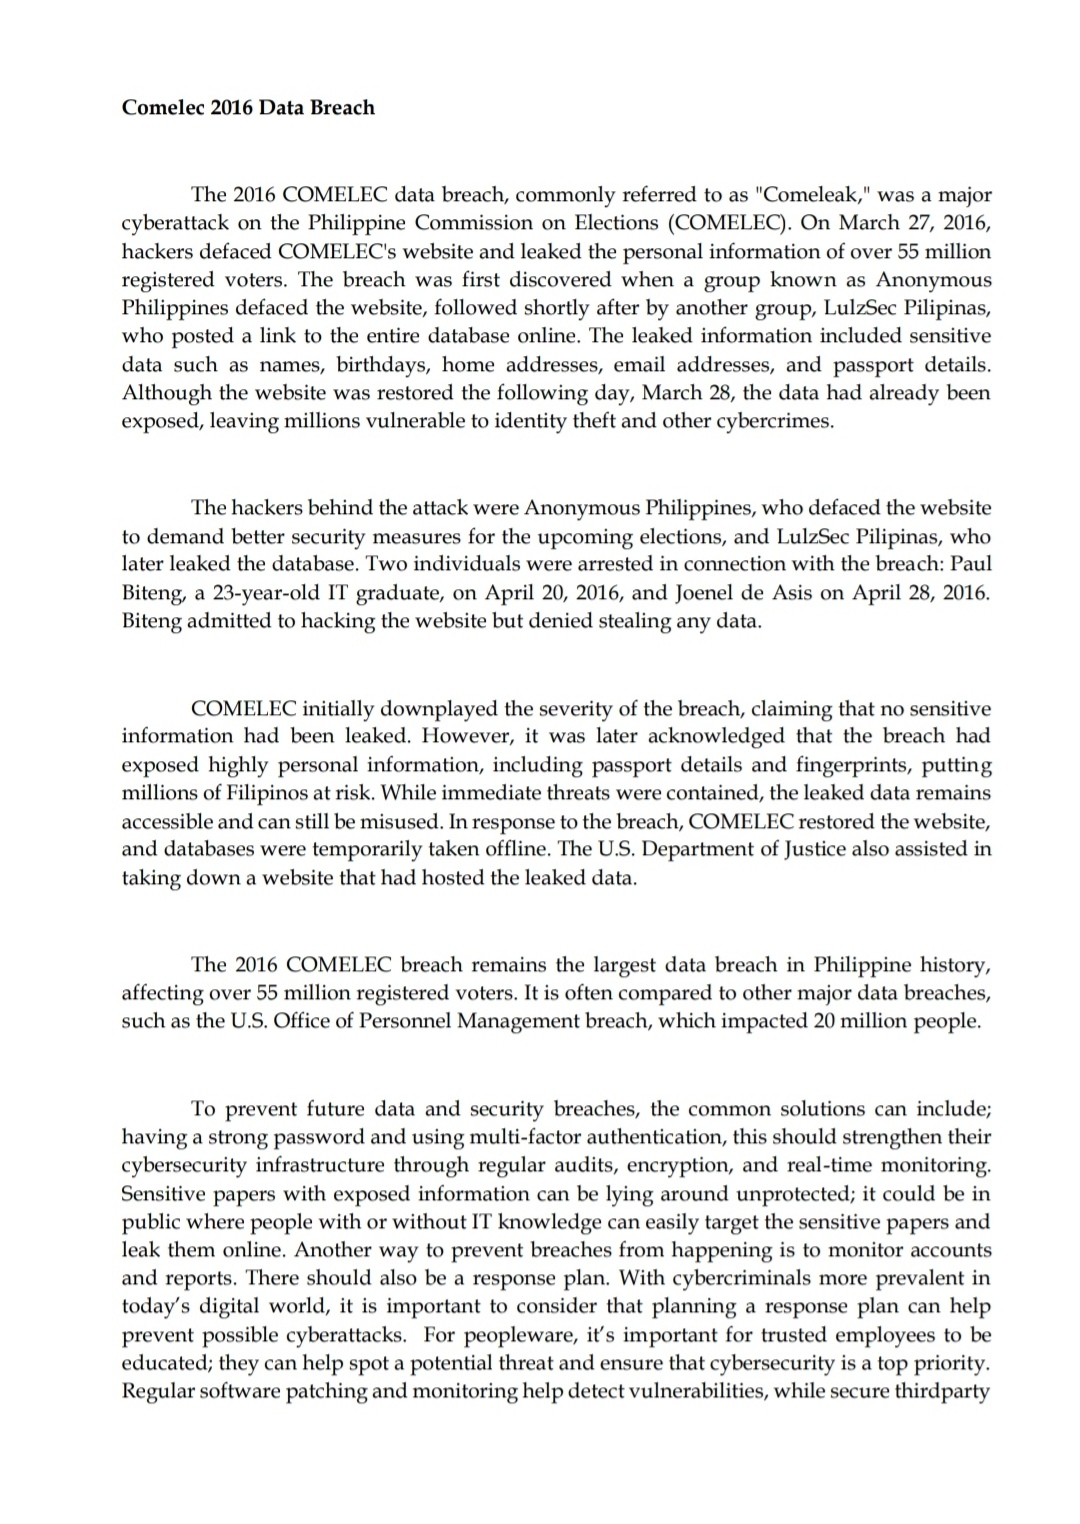 Comelec 2016 Data Breach
The 2016 COMELEC data breach, commonly referred to as "Comeleak," was a major
cyberattack on the Philippine Commission on Elections (COMELEC). On March 27, 2016,
hackers defaced COMELEC's website and leaked the personal information of over 55 million
registered voters. The breach was first discovered when a group known as Anonymous
Philippines defaced the website, followed shortly after by another group, LulzSec Pilipinas,
who posted a link to the entire database online. The leaked information included sensitive
data such as names, birthdays, home addresses, email addresses, and passport details.
Although the website was restored the following day, March 28, the data had already been
exposed, leaving millions vulnerable to identity theft and other cybercrimes.
The hackers behind the attack were Anonymous Philippines, who defaced the website
to demand better security measures for the upcoming elections, and LulzSec Pilipinas, who
later leaked the database. Two individuals were arrested in connection with the breach: Paul
Biteng, a 23-year-old IT graduate, on April 20, 2016, and Joenel de Asis on April 28, 2016.
Biteng admitted to hacking the website but denied stealing any data.
COMELEC initially downplayed the severity of the breach, claiming that no sensitive
information had been leaked. However, it was later acknowledged that the breach had
exposed highly personal information, including passport details and fingerprints, putting
millions of Filipinos at risk. While immediate threats were contained, the leaked data remains
accessible and can still be misused. In response to the breach, COMELEC restored the website,
and databases were temporarily taken offline. The U.S. Department of Justice also assisted in
taking down a website that had hosted the leaked data.
The 2016 COMELEC breach remains the largest data breach in Philippine history,
affecting over 55 million registered voters. It is often compared to other major data breaches,
such as the U.S. Office of Personnel Management breach, which impacted 20 million people.
To prevent future data and security breaches, the common solutions can include;
having a strong password and using multi-factor authentication, this should strengthen their
cybersecurity infrastructure through regular audits, encryption, and real-time monitoring.
Sensitive papers with exposed information can be lying around unprotected; it could be in
public where people with or without IT knowledge can easily target the sensitive papers and
leak them online. Another way to prevent breaches from happening is to monitor accounts
and reports. There should also be a response plan. With cybercriminals more prevalent in
today's digital world, it is important to consider that planning a response plan can help
prevent possible cyberattacks. For peopleware, it's important for trusted employees to be
educated; they can help spot a potential threat and ensure that cybersecurity is a top priority.
Regular software patching and monitoring help detect vulnerabilities, while secure thirdparty